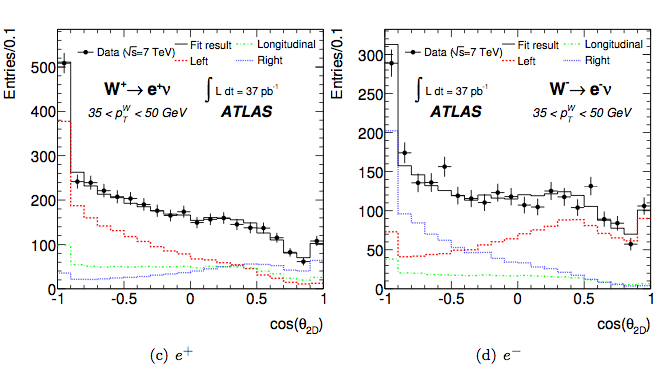 Entries/0.1
Data (√s=7 TeV)
Fit result
Longitudinal
Left
Right
W⁺→ e⁺ν
∫ L dt = 37 pb⁻¹
35 < p_T^W < 50 GeV
ATLAS
500
400
300
200
100
0
-1 -0.5 0 0.5 1
cos(θ_2D)
(c) e⁺
Entries/0.1
Data (√s=7 TeV)
Fit result
Longitudinal
Left
Right
∫ L dt = 37 pb⁻¹
W⁻→ e⁻ν
ATLAS
35 < p_T^W < 50 GeV
300
250
200
150
100
50
0
-1 -0.5 0 0.5 1
cos(θ_2D)
(d) e⁻